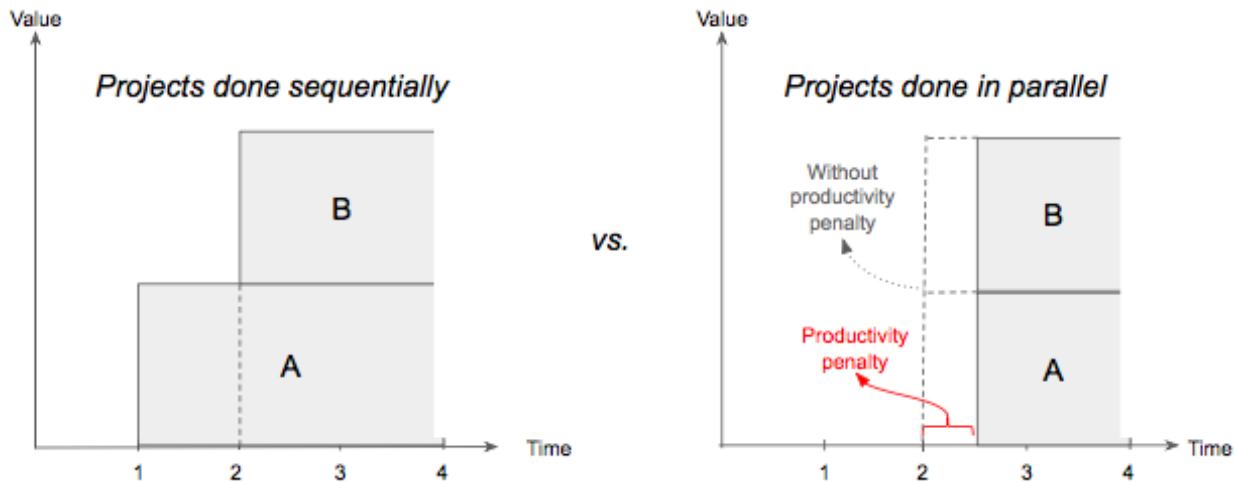 Value
Projects done sequentially
B
A
Time
1 2 3 4
vs.
Value
Projects done in parallel
Without
productivity
penalty
B
Productivity
penalty
A
Time
1 2 3 4